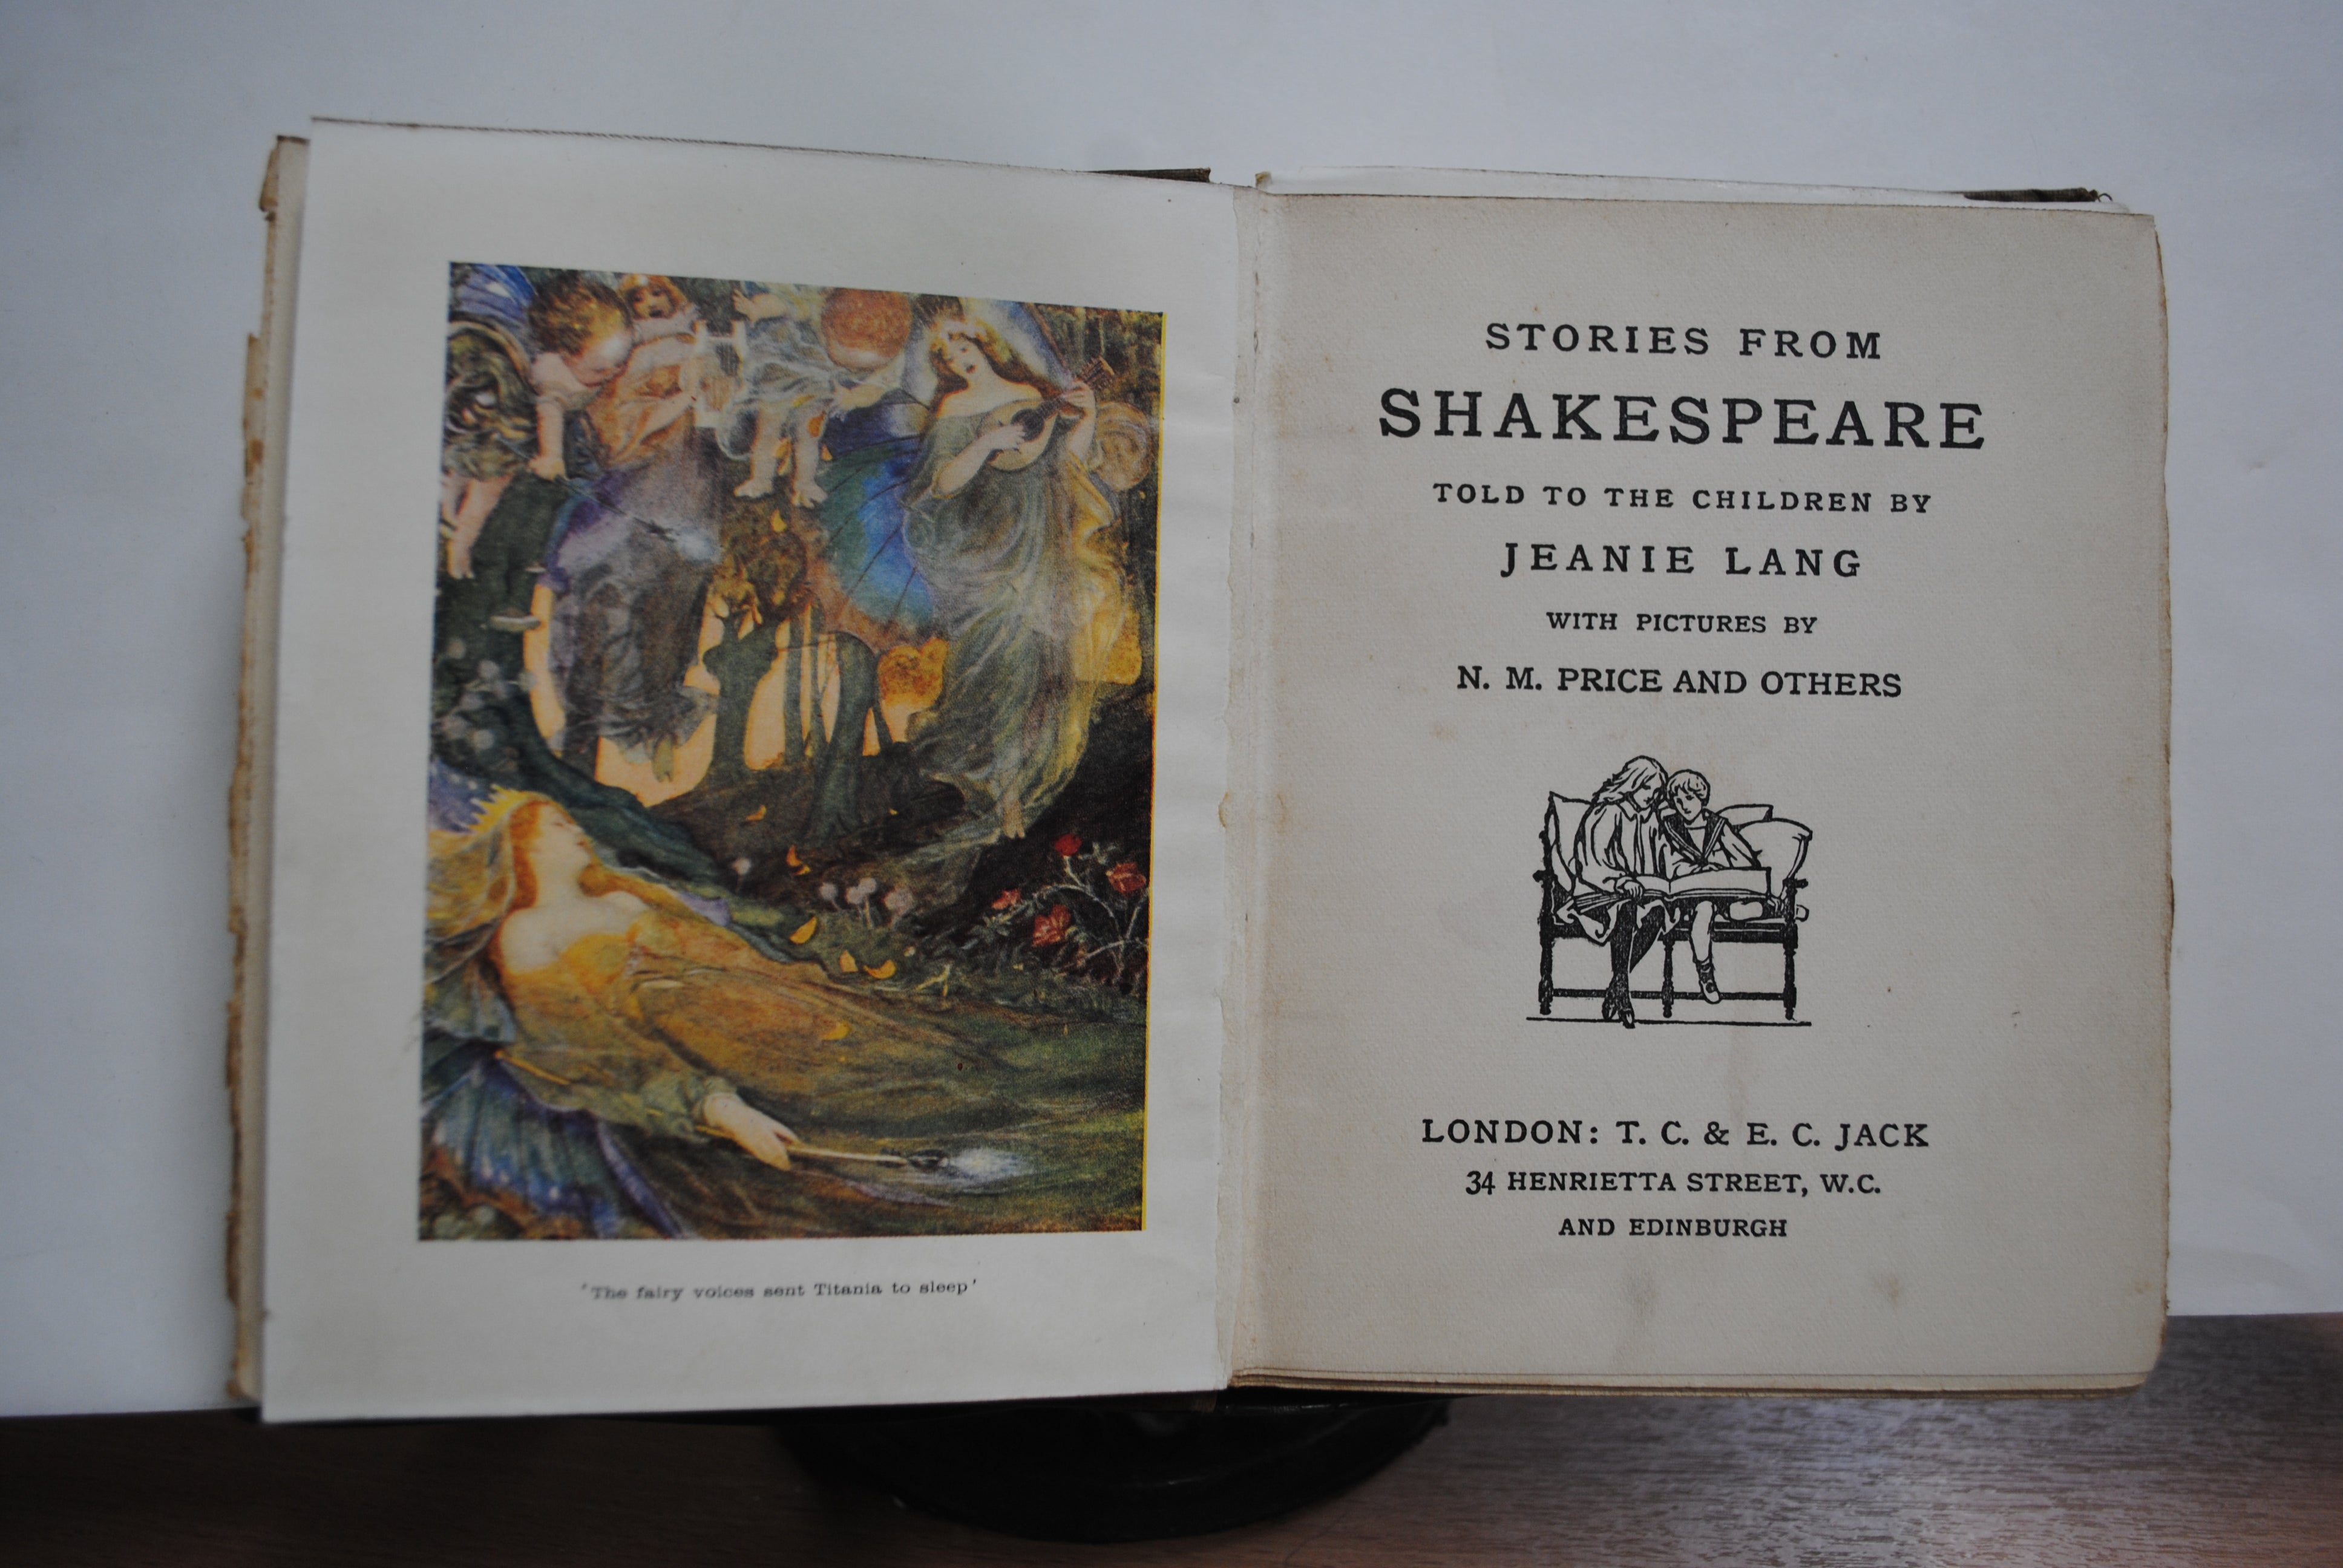 'The fairy voices sent Titania to sleep'
STORIES FROM
SHAKESPEARE
TOLD TO THE CHILDREN BY
JEANIE LANG
WITH PICTURES BY
N. M. PRICE AND OTHERS
LONDON: T. C. & E. C. JACK
34 HENRIETTA STREET, W.C.
AND EDINBURGH